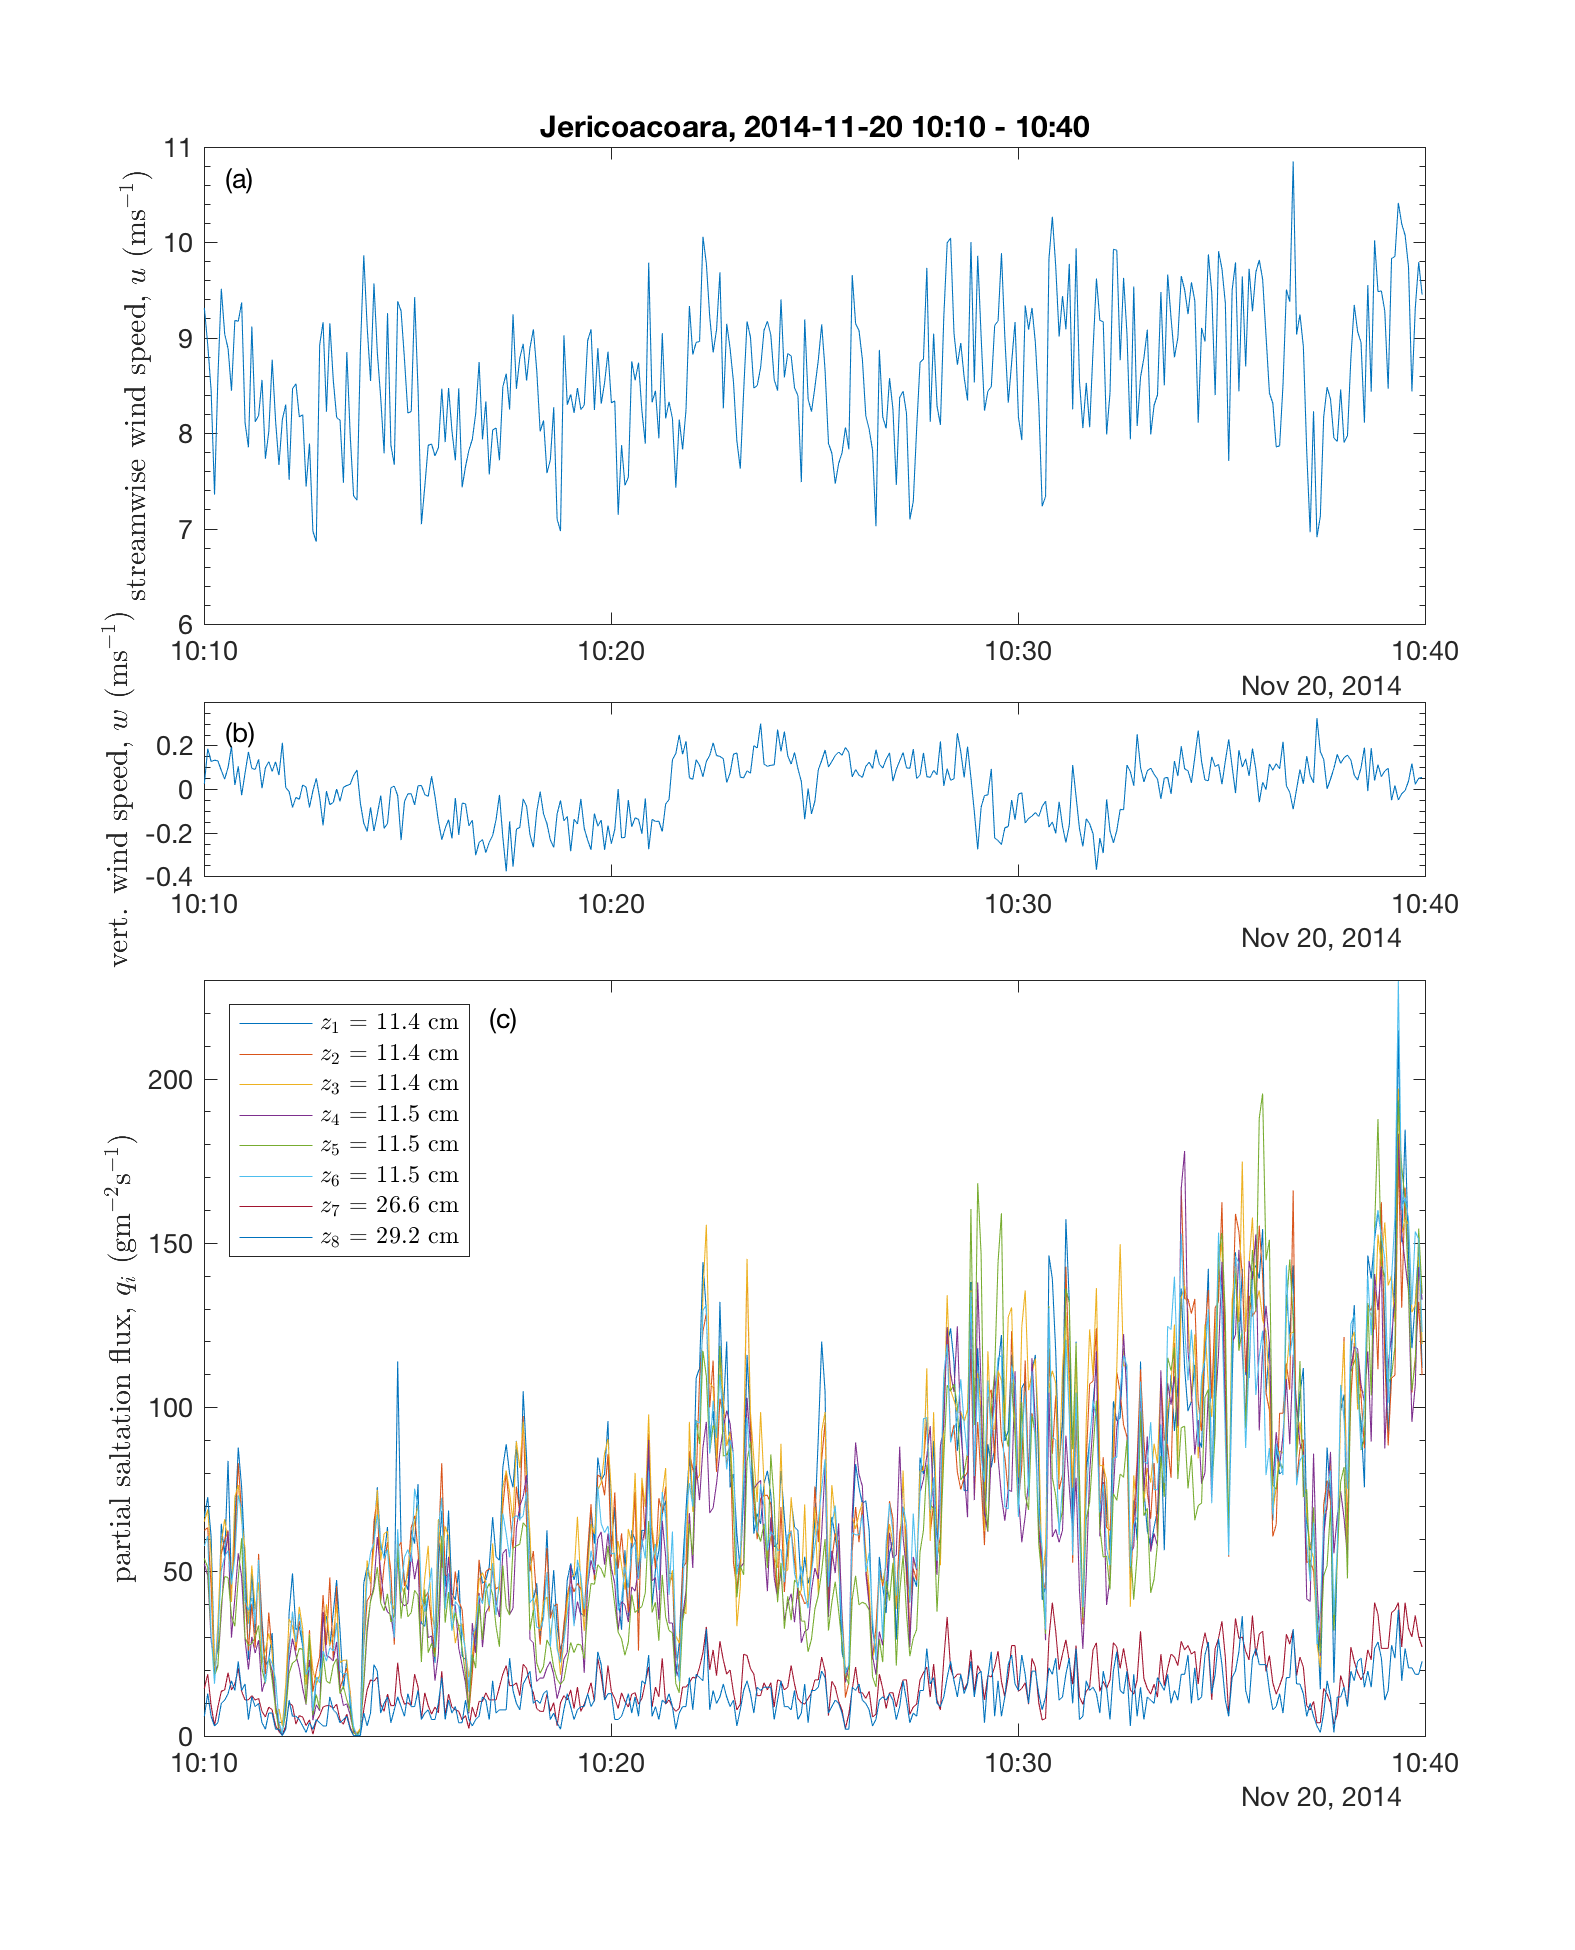 Jericoacoara, 2014-11-20 10:10 - 10:40
(a)
streamwise wind speed, u (ms⁻¹)
11
10
9
8
7
6
10:10 10:20 10:30 10:40
Nov 20, 2014
(b)
vert. wind speed, w (ms⁻¹)
0.2
0
-0.2
-0.4
10:10 10:20 10:30 10:40
Nov 20, 2014
(c)
partial saltation flux, qᵢ (gm⁻²s⁻¹)
z₁ = 11.4 cm
z₂ = 11.4 cm
z₃ = 11.4 cm
z₄ = 11.5 cm
z₅ = 11.5 cm
z₆ = 11.5 cm
z₇ = 26.6 cm
z₈ = 29.2 cm
200
150
100
50
0
10:10 10:20 10:30 10:40
Nov 20, 2014